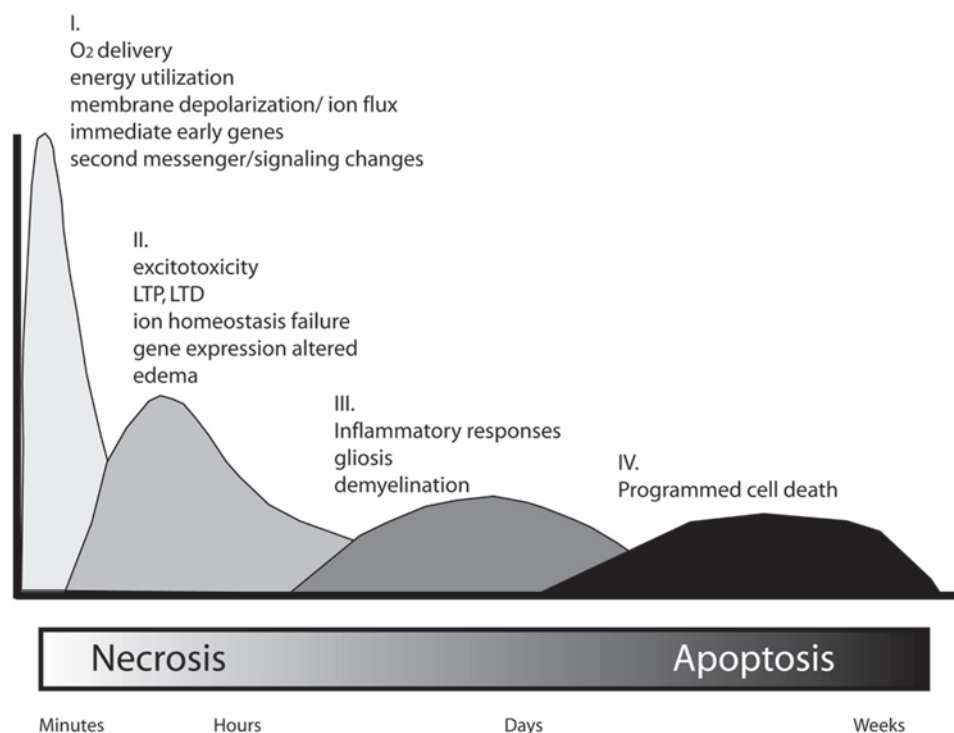 I.
O2 delivery
energy utilization
membrane depolarization/ ion flux
immediate early genes
second messenger/signaling changes
II.
excitotoxicity
LTP, LTD
ion homeostasis failure
gene expression altered
edema
III.
Inflammatory responses
gliosis
demyelination
IV.
Programmed cell death
Necrosis Apoptosis
Minutes Hours Days Weeks